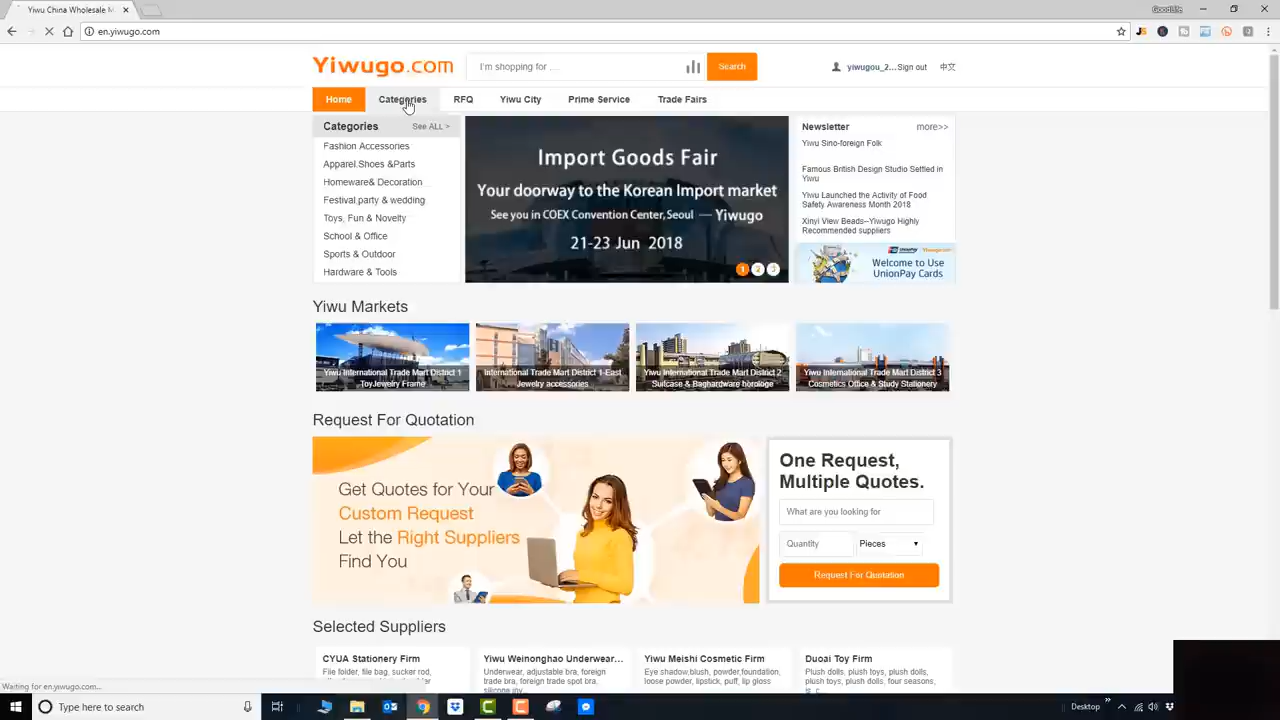 Yiwu China Wholesale M
Goodlife
en.yiwugo.com
Yiwugo.com
I'm shopping for ...
Search
yiwugou_2... Sign out
中文
Home
Categories
RFQ
Yiwu City
Prime Service
Trade Fairs
Categories
See ALL >
Fashion Accessories
Apparel,Shoes &Parts
Homeware& Decoration
Festival,party & wedding
Toys, Fun & Novelty
School & Office
Sports & Outdoor
Hardware & Tools
Import Goods Fair
Your doorway to the Korean Import market
See you in COEX Convention Center,Seoul — Yiwugo
21-23 Jun 2018
1 2 3
Newsletter
more>>
Yiwu Sino-foreign Folk
Famous British Design Studio Settled in
Yiwu
Yiwu Launched the Activity of Food
Safety Awareness Month 2018
Xinyi View Beads--Yiwugo Highly
Recommended suppliers
UnionPay Yiwugo.com
Welcome to Use
UnionPay Cards
Yiwu Markets
Yiwu International Trade Mart District 1
ToyJewelry Frame
International Trade Mart District 1-East
Jewelry accessories
Yiwu International Trade Mart District 2
Suitcase & Baghardware horologe
Yiwu International Trade Mart District 3
Cosmetics Office & Study Stationery
Request For Quotation
Get Quotes for Your
Custom Request
Let the Right Suppliers
Find You
One Request,
Multiple Quotes.
What are you looking for
Quantity
Pieces
Request For Quotation
Selected Suppliers
CYUA Stationery Firm
File folder, file bag, sucker rod,
Yiwu Weinonghao Underwear...
Underwear, adjustable bra, foreign
trade bra, foreign trade spot bra,
silicone inv...
Yiwu Meishi Cosmetic Firm
Eye shadow,blush, powder,foundation,
loose powder, lipstick, puff, lip gloss
Duoai Toy Firm
Plush dolls, plush toys, plush dolls,
plush toys, plush dolls, four seasons,
Waiting for en.yiwugo.com...
Type here to search
Desktop